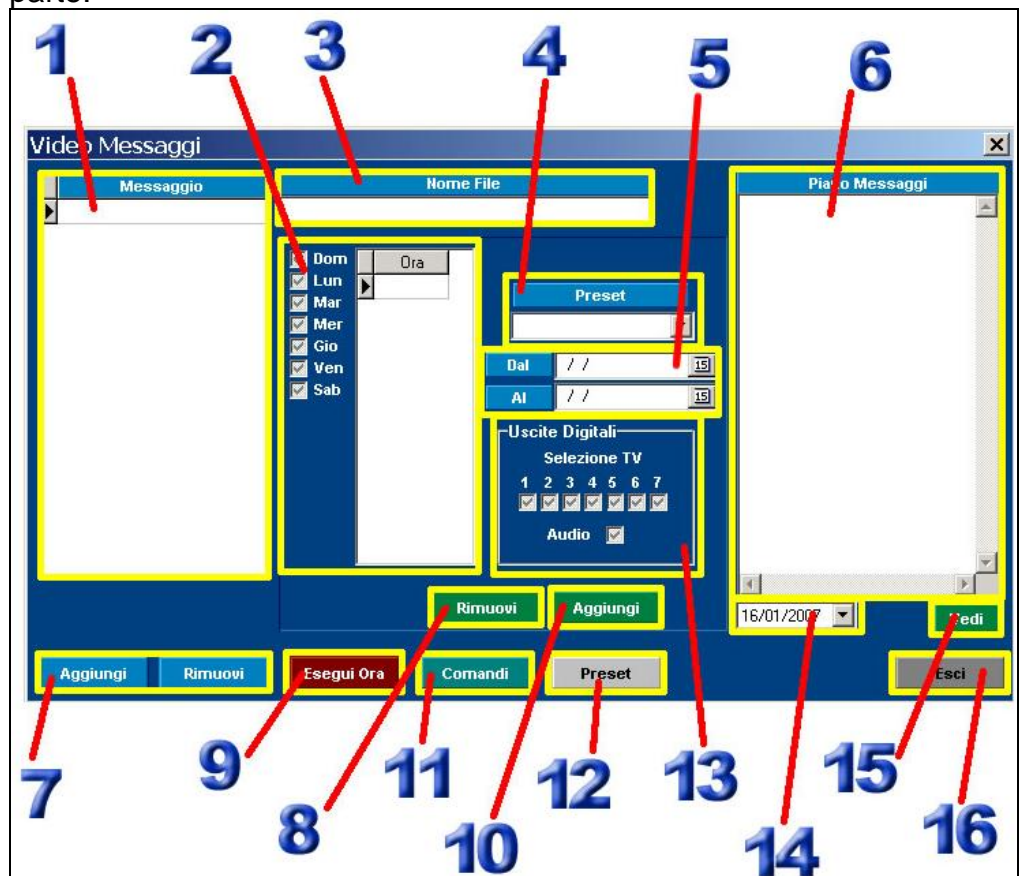 parte.
1 2 3 4 5 6
Video Messaggi
Messaggio
Nome File
Piano Messaggi
Dom
Lun
Mar
Mer
Gio
Ven
Sab
Ora
Preset
Dal / / 15
Al / / 15
Uscite Digitali
Selezione TV
1 2 3 4 5 6 7
Audio
Rimuovi Aggiungi
16/01/2007 Vedi
Aggiungi Rimuovi Esegui Ora Comandi Preset Esci
7 9 8 11 10 12 13 14 15 16